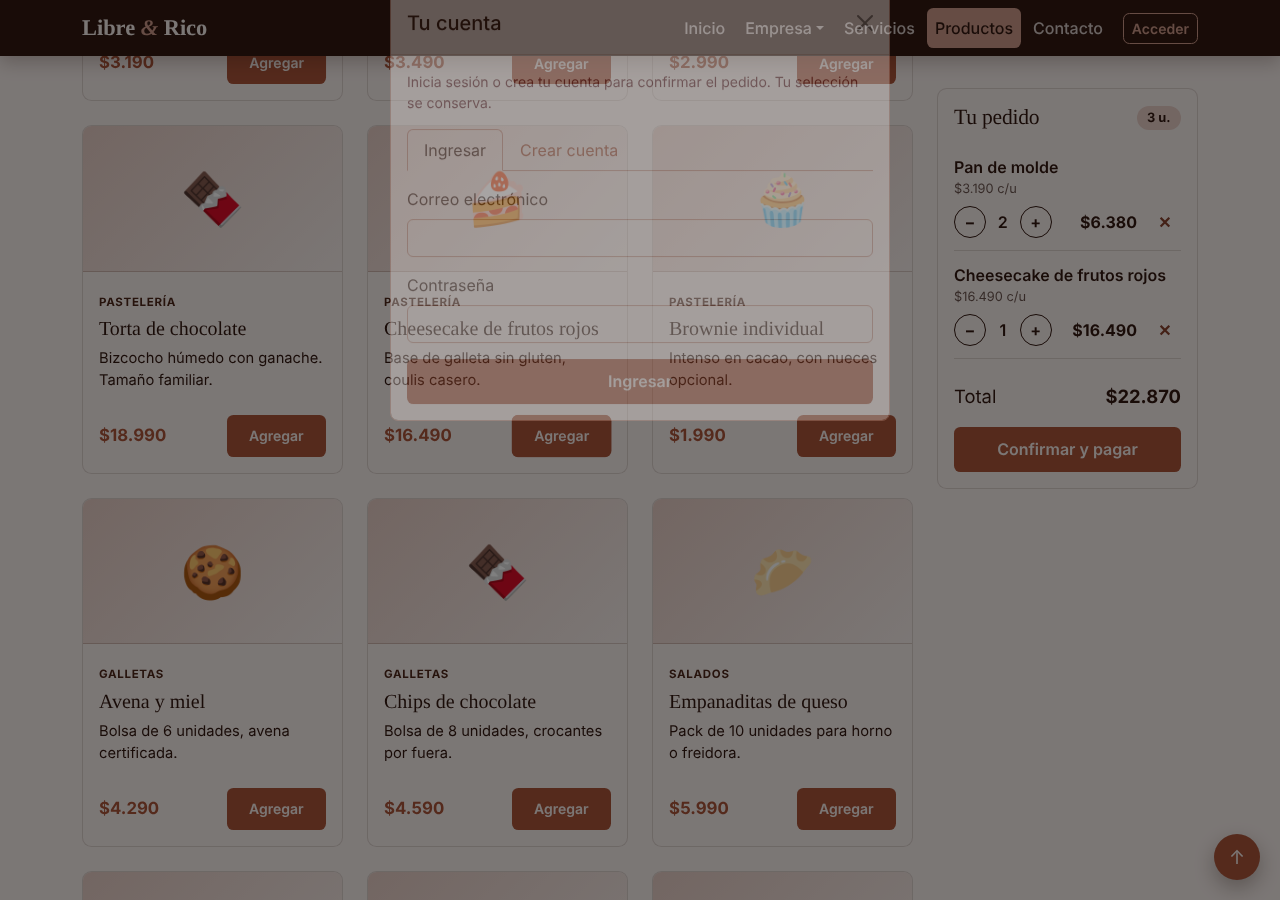 Libre & Rico
Inicio
Empresa
Servicios
Productos
Contacto
Acceder
Tu cuenta
Inicia sesión o crea tu cuenta para confirmar el pedido. Tu selección
se conserva.
Ingresar
Crear cuenta
Correo electrónico
Contraseña
Ingresar
$3.190
Agregar
$3.490
Agregar
$2.990
Agregar
PASTELERÍA
Torta de chocolate
Bizcocho húmedo con ganache.
Tamaño familiar.
$18.990
Agregar
PASTELERÍA
Cheesecake de frutos rojos
Base de galleta sin gluten,
coulis casero.
$16.490
Agregar
PASTELERÍA
Brownie individual
Intenso en cacao, con nueces
opcional.
$1.990
Agregar
GALLETAS
Avena y miel
Bolsa de 6 unidades, avena
certificada.
$4.290
Agregar
GALLETAS
Chips de chocolate
Bolsa de 8 unidades, crocantes
por fuera.
$4.590
Agregar
SALADOS
Empanaditas de queso
Pack de 10 unidades para horno
o freidora.
$5.990
Agregar
Tu pedido
3 u.
Pan de molde
$3.190 c/u
− 2 + $6.380 ✕
Cheesecake de frutos rojos
$16.490 c/u
− 1 + $16.490 ✕
Total $22.870
Confirmar y pagar